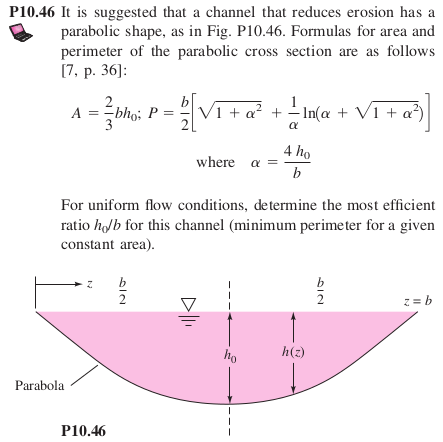 P10.46 It is suggested that a channel that reduces erosion has a
parabolic shape, as in Fig. P10.46. Formulas for area and
perimeter of the parabolic cross section are as follows
[7, p. 36]:
A = 2/3 bh₀; P = b/2 [√(1 + α²) + 1/α ln(α + √(1 + α²))]
where α = 4 h₀/b
For uniform flow conditions, determine the most efficient
ratio h₀/b for this channel (minimum perimeter for a given
constant area).
z b/2 b/2 z = b
h₀ h(z)
Parabola
P10.46